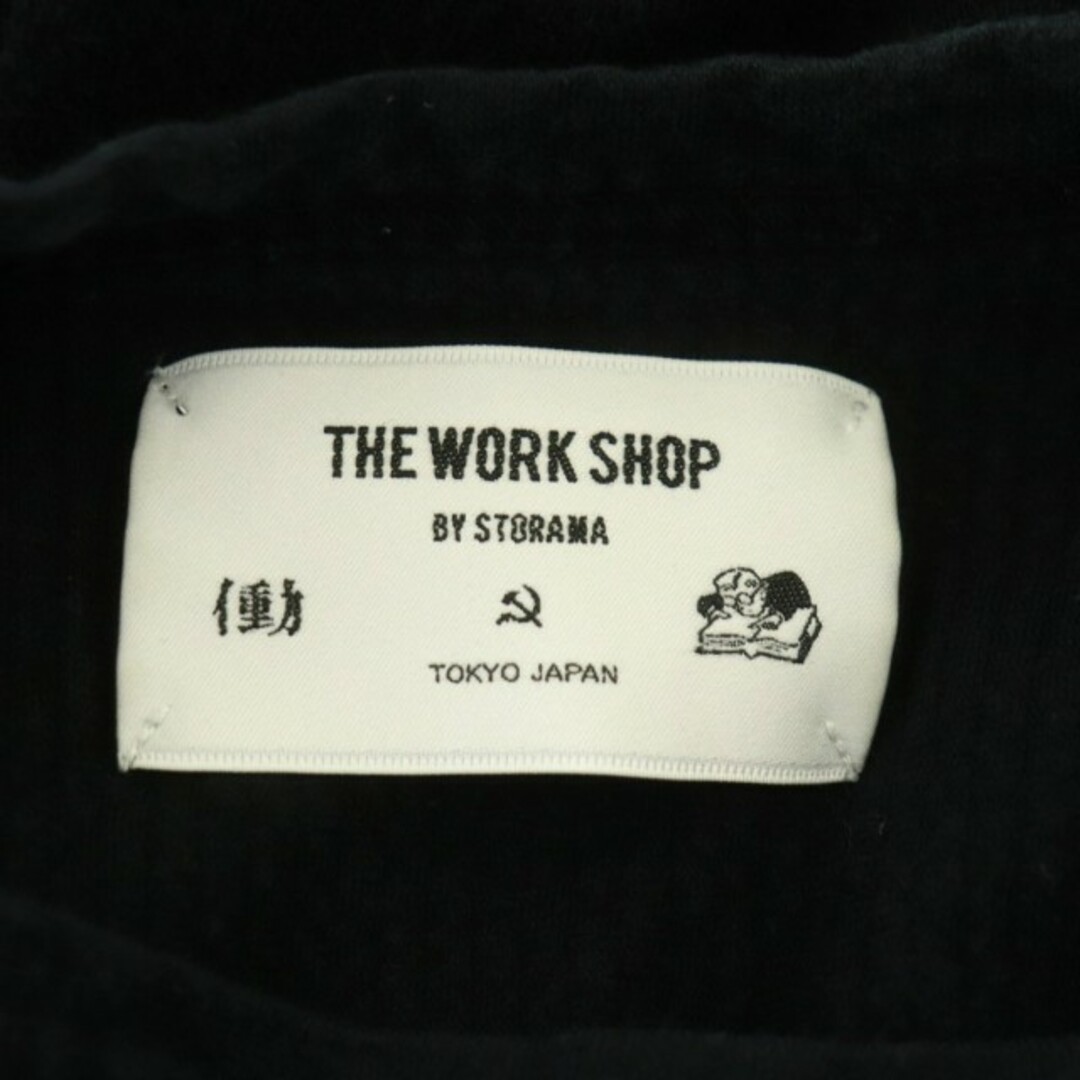 THE WORK SHOP
BY STORAMA
働
TOKYO JAPAN